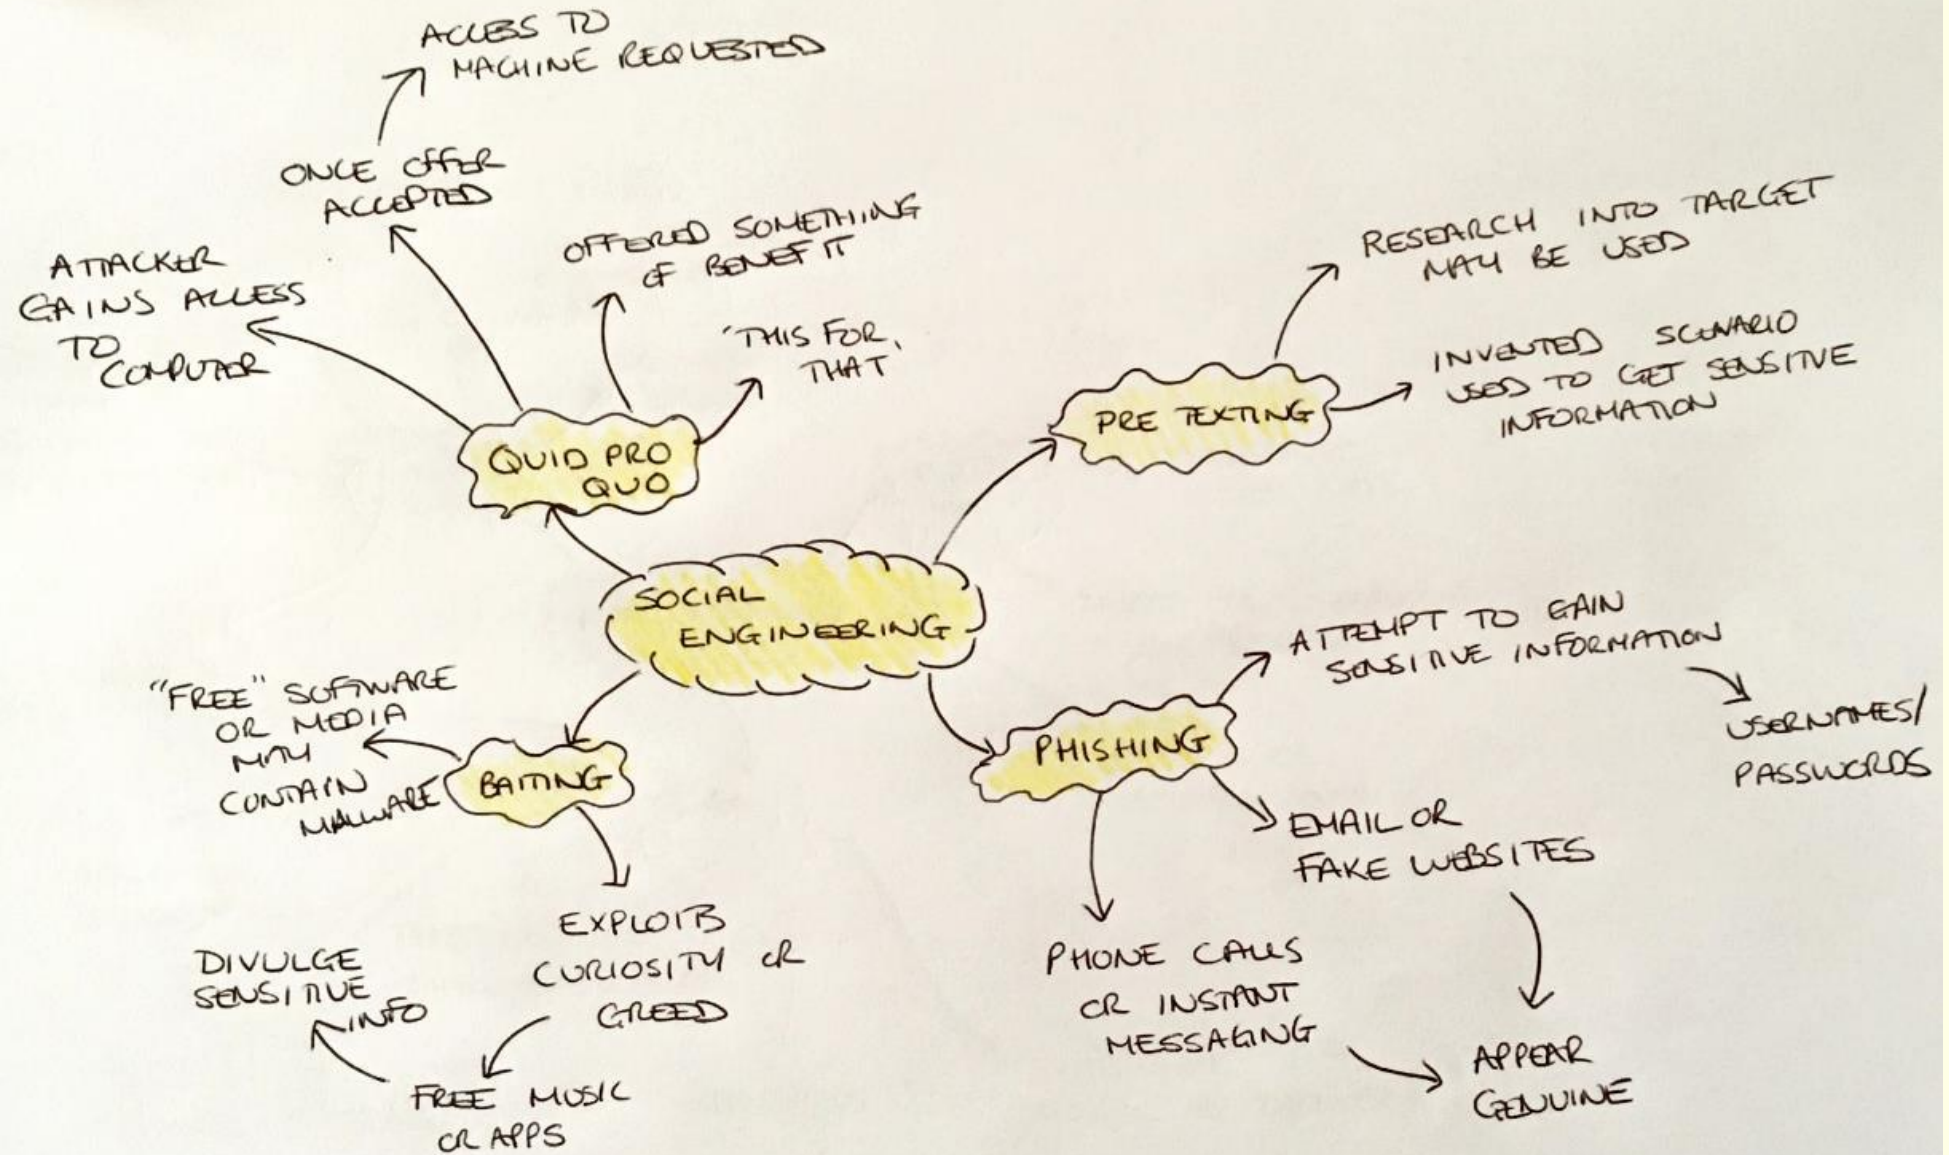 ACCESS TO
MACHINE REQUESTED
ONCE OFFER
ACCEPTED
OFFERED SOMETHING
OF BENEFIT
ATTACKER
GAINS ACCESS
TO
COMPUTER
'THIS FOR
THAT'
QUID PRO
QUO
RESEARCH INTO TARGET
MAY BE USED
INVENTED SCENARIO
USED TO GET SENSITIVE
INFORMATION
PRE TEXTING
SOCIAL
ENGINEERING
"FREE" SOFTWARE
OR MEDIA
MAY
CONTAIN
MALWARE
BAITING
EXPLOITS
CURIOSITY OR
GREED
FREE MUSIC
OR APPS
DIVULGE
SENSITIVE
INFO
PHISHING
ATTEMPT TO GAIN
SENSITIVE INFORMATION
USERNAMES/
PASSWORDS
EMAIL OR
FAKE WEBSITES
PHONE CALLS
OR INSTANT
MESSAGING
APPEAR
GENUINE